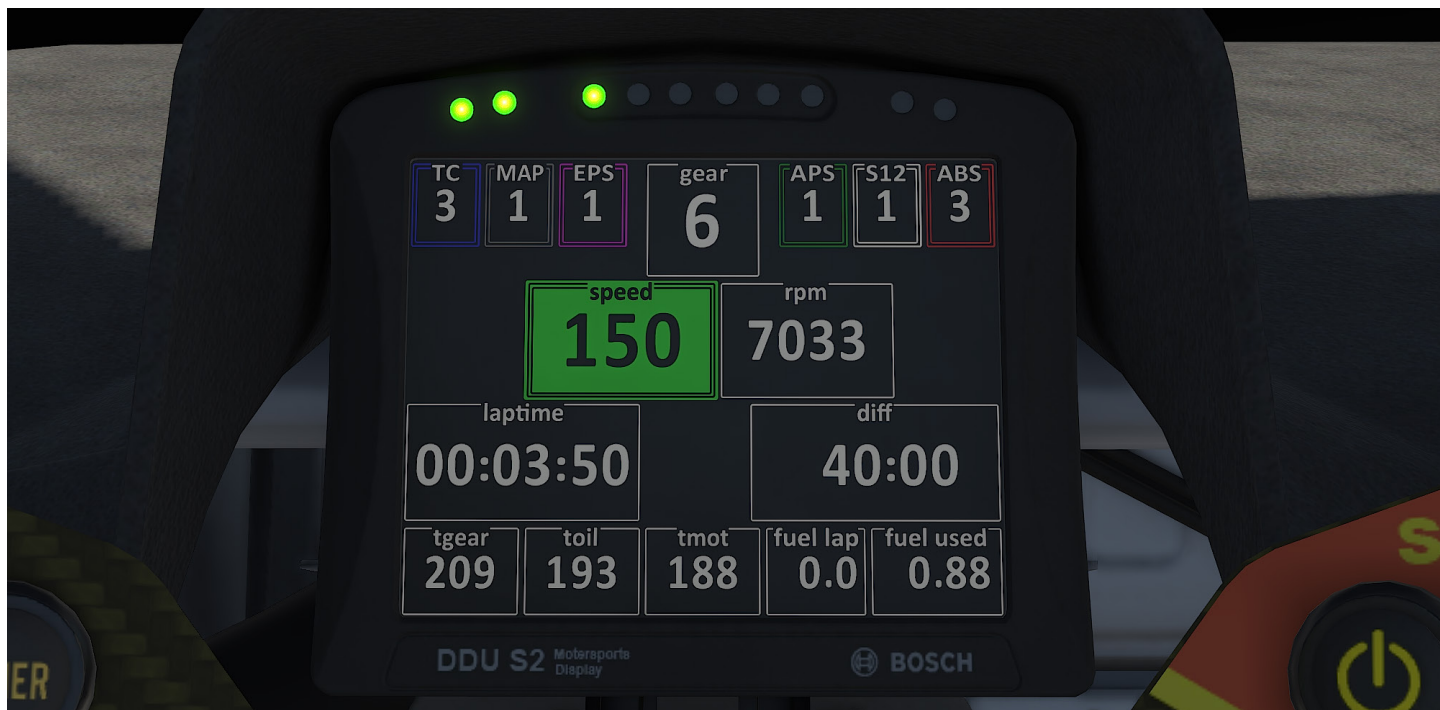 TC MAP EPS gear APS S12 ABS
3 1 1 6 1 1 3
speed rpm
150 7033
laptime diff
00:03:50 40:00
tgear toil tmot fuel lap fuel used
209 193 188 0.0 0.88
DDU S2 Motorsports Display BOSCH
ER
S